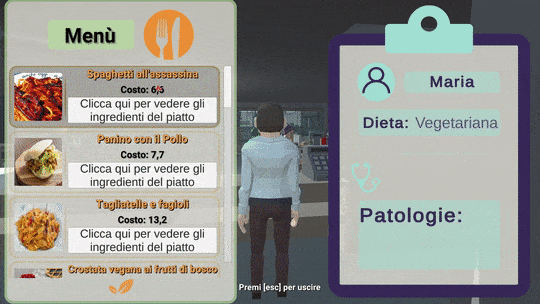 Menù
Spaghetti all'assassina
Costo: 6,6
Clicca qui per vedere gli
ingredienti del piatto
Panino con il Pollo
Costo: 7,7
Clicca qui per vedere gli
ingredienti del piatto
Tagliatelle e fagioli
Costo: 13,2
Clicca qui per vedere gli
ingredienti del piatto
Crostata vegana ai frutti di bosco
Premi [esc] per uscire
Maria
Dieta: Vegetariana
Patologie: